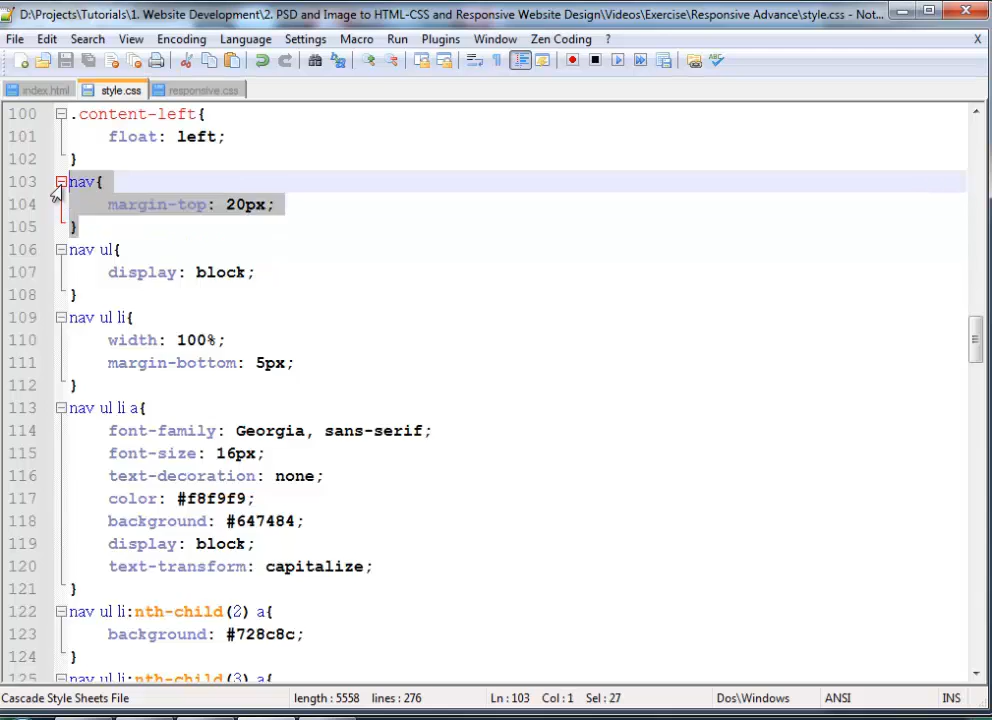 D:\Projects\Tutorials\1. Website Development\2. PSD and Image to HTML-CSS and Responsive Website Design\Videos\Exercise\Responsive Advance\style.css - Not...
File Edit Search View Encoding Language Settings Macro Run Plugins Window Zen Coding ? X
index.html style.css responsive.css
100 .content-left{
101 float: left;
102 }
103 nav{
104 margin-top: 20px;
105 }
106 nav ul{
107 display: block;
108 }
109 nav ul li{
110 width: 100%;
111 margin-bottom: 5px;
112 }
113 nav ul li a{
114 font-family: Georgia, sans-serif;
115 font-size: 16px;
116 text-decoration: none;
117 color: #f8f9f9;
118 background: #647484;
119 display: block;
120 text-transform: capitalize;
121 }
122 nav ul li:nth-child(2) a{
123 background: #728c8c;
124 }
125 nav ul li:nth-child(3) a{
Cascade Style Sheets File length : 5558 lines : 276 Ln : 103 Col : 1 Sel : 27 Dos\Windows ANSI INS